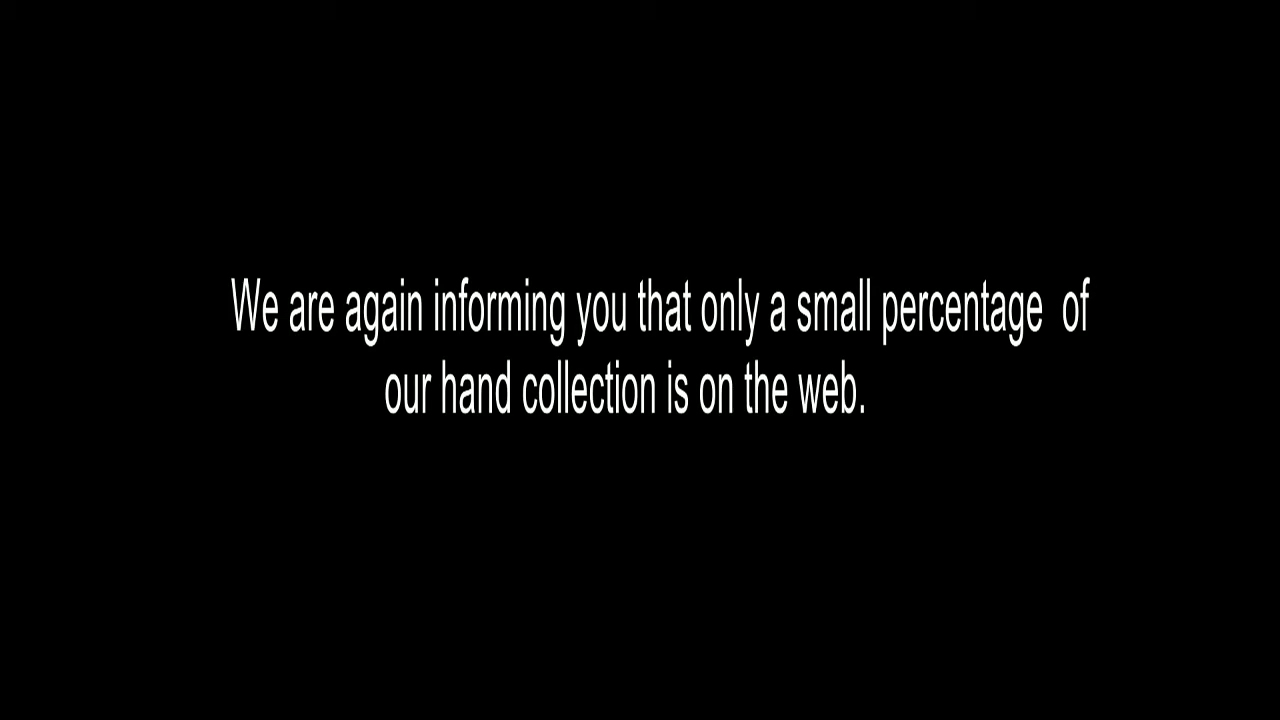 We are again informing you that only a small percentage of
our hand collection is on the web.